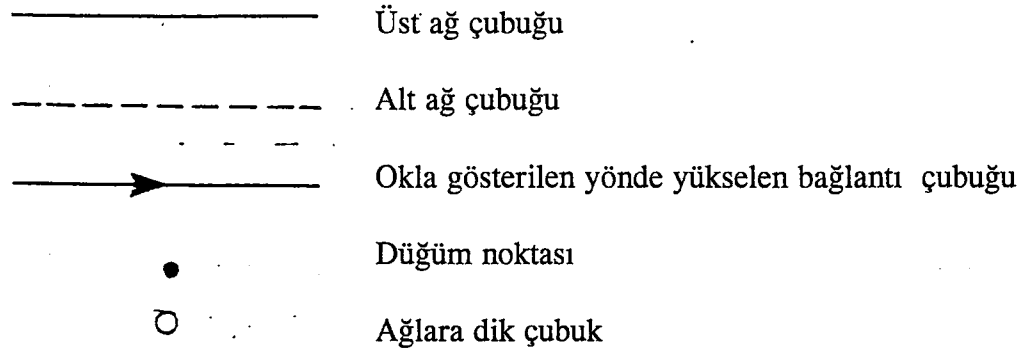 Üst ağ çubuğu
Alt ağ çubuğu
Okla gösterilen yönde yükselen bağlantı çubuğu
Düğüm noktası
Ağlara dik çubuk